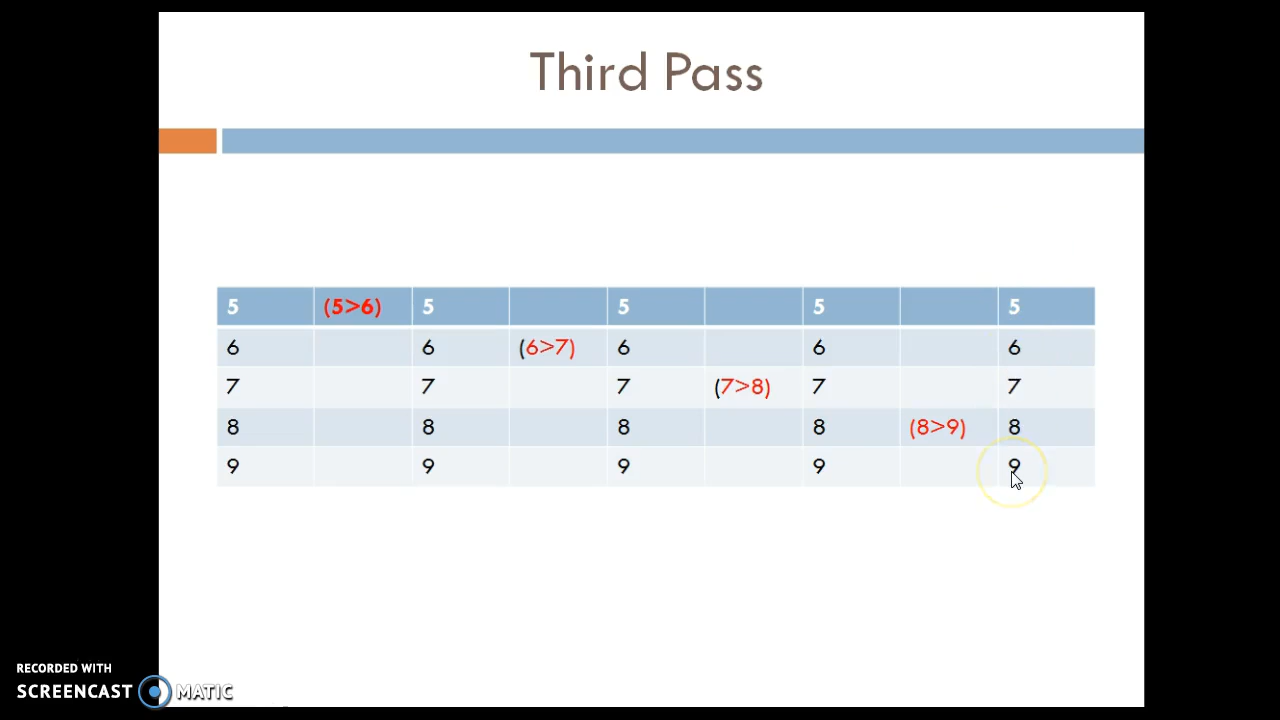 Third Pass
5 (5>6) 5 5 5 5
6 6 (6>7) 6 6 6
7 7 7 (7>8) 7 7
8 8 8 8 (8>9) 8
9 9 9 9 9
RECORDED WITH
SCREENCAST MATIC